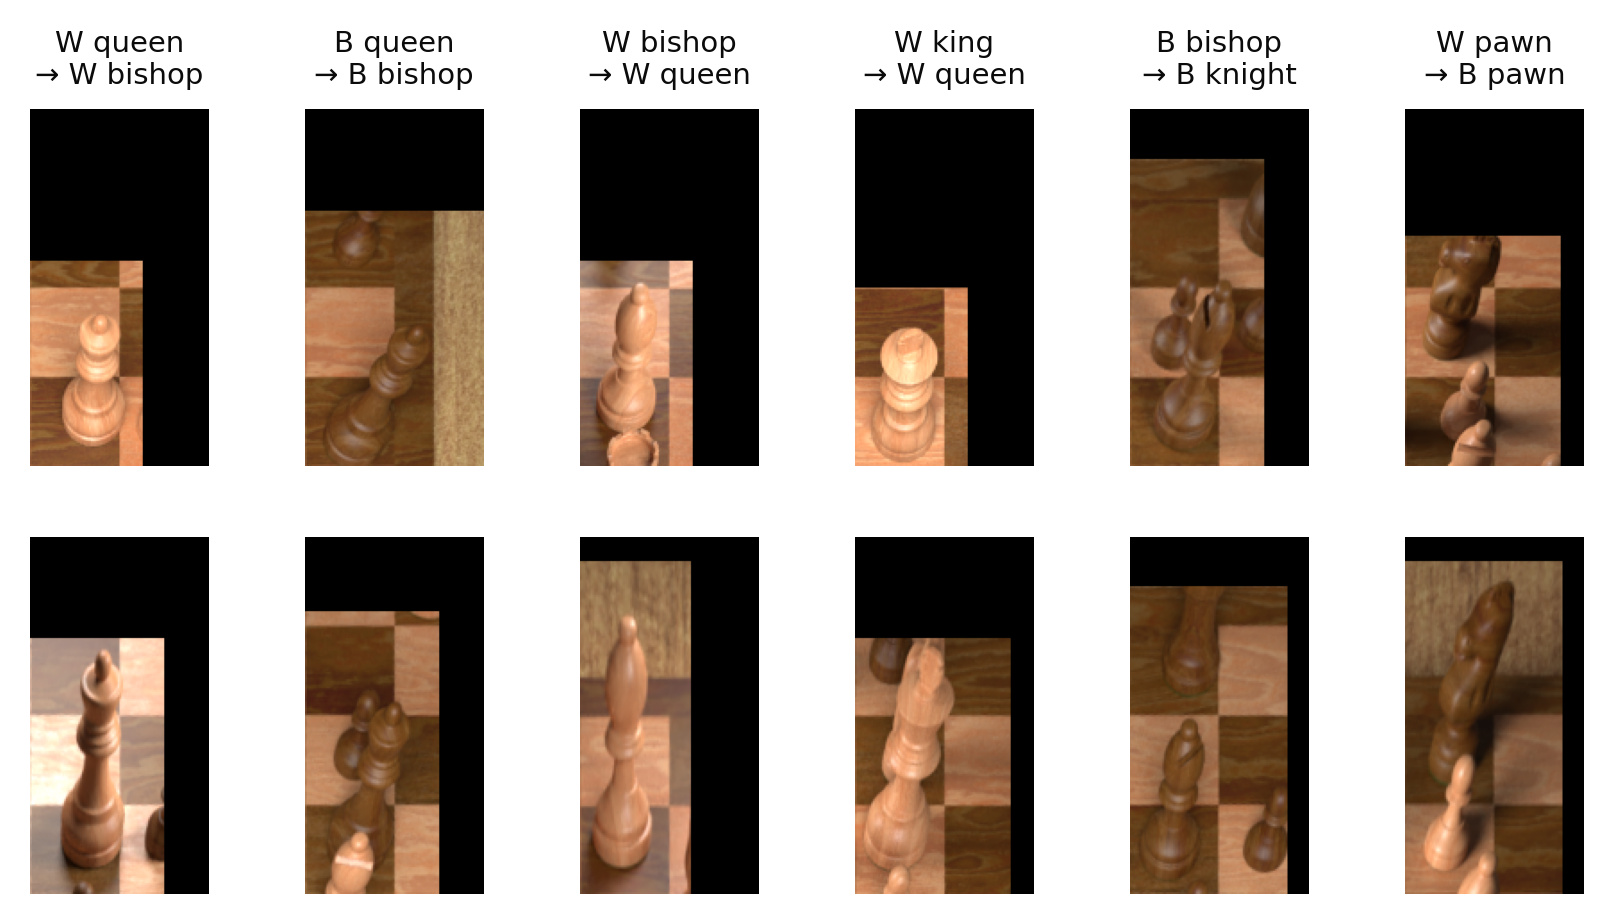 W queen
→ W bishop
B queen
→ B bishop
W bishop
→ W queen
W king
→ W queen
B bishop
→ B knight
W pawn
→ B pawn